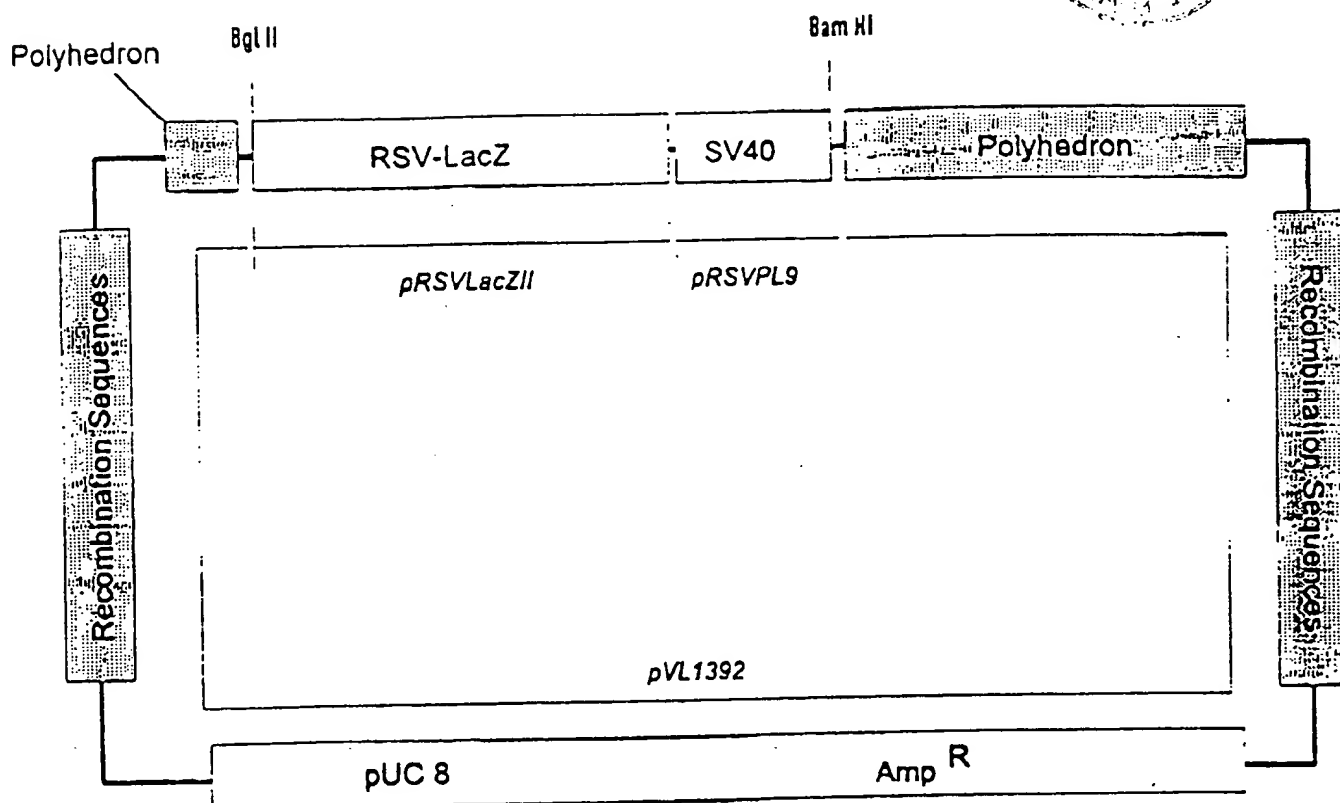 Bgl II
Bam HI
Polyhedron
RSV-LacZ
SV40
Polyhedron
pRSVLacZII
pRSVPL9
Recombination Sequences
Recombination Sequences
pVL1392
pUC 8
Amp R